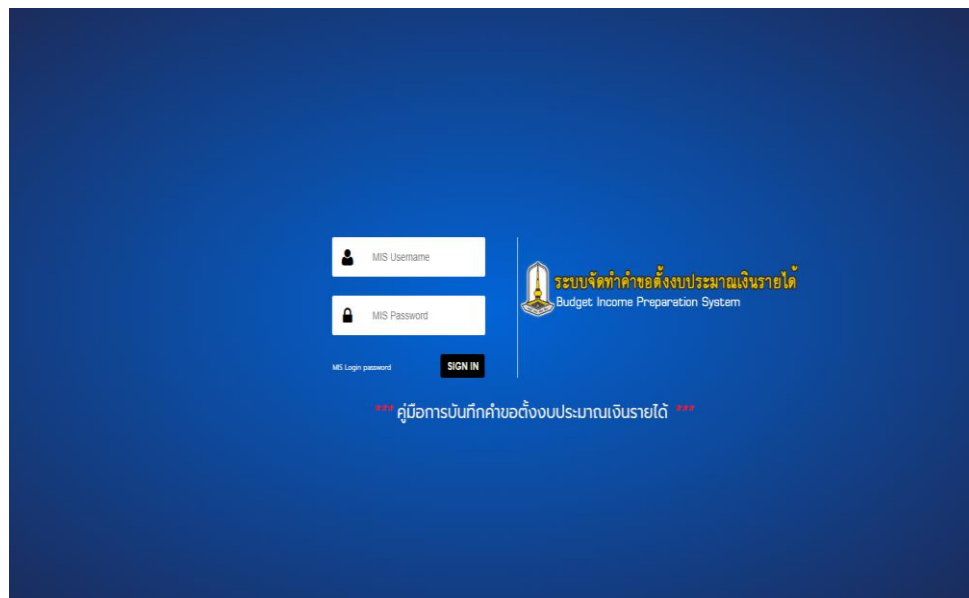 MIS Username
MIS Password
MIS Login password
SIGN IN
ระบบจัดทำคำขอตั้งงบประมาณเงินรายได้
Budget Income Preparation System
*** คู่มือการบันทึกคำขอตั้งงบประมาณเงินรายได้ ***